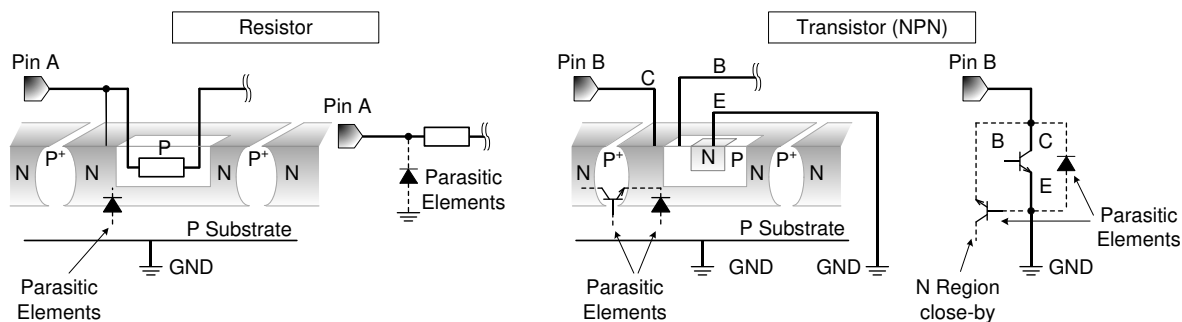 Resistor
Pin A
N
P+
N
P
N
P+
N
P Substrate
GND
Parasitic
Elements
Pin A
Parasitic
Elements
Transistor (NPN)
Pin B
C
B
E
N
P+
N
N
P
P+
N
P Substrate
GND
GND
Parasitic
Elements
Pin B
B
C
E
GND
Parasitic
Elements
N Region
close-by